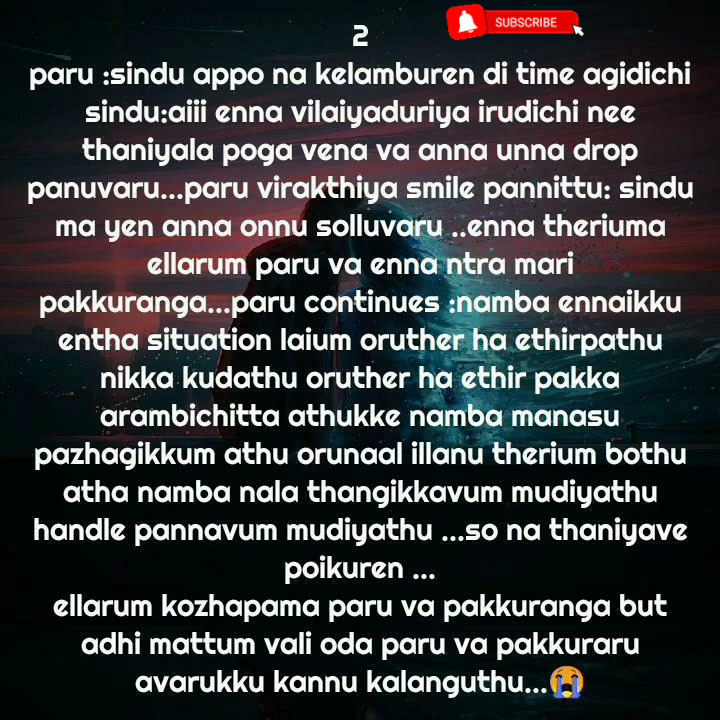 2
SUBSCRIBE
paru :sindu appo na kelamburen di time agidichi
sindu:aiii enna vilaiyaduriya irudichi nee
thaniyala poga vena va anna unna drop
panuvaru...paru virakthiya smile pannittu: sindu
ma yen anna onnu solluvaru ..enna theriuma
ellarum paru va enna ntra mari
pakkuranga...paru continues :namba ennaikku
entha situation laium oruther ha ethirpathu
nikka kudathu oruther ha ethir pakka
arambichitta athukke namba manasu
pazhagikkum athu orunaal illanu therium bothu
atha namba nala thangikkavum mudiyathu
handle pannavum mudiyathu ...so na thaniyave
poikuren ...
ellarum kozhapama paru va pakkuranga but
adhi mattum vali oda paru va pakkuraru
avarukku kannu kalanguthu...😭